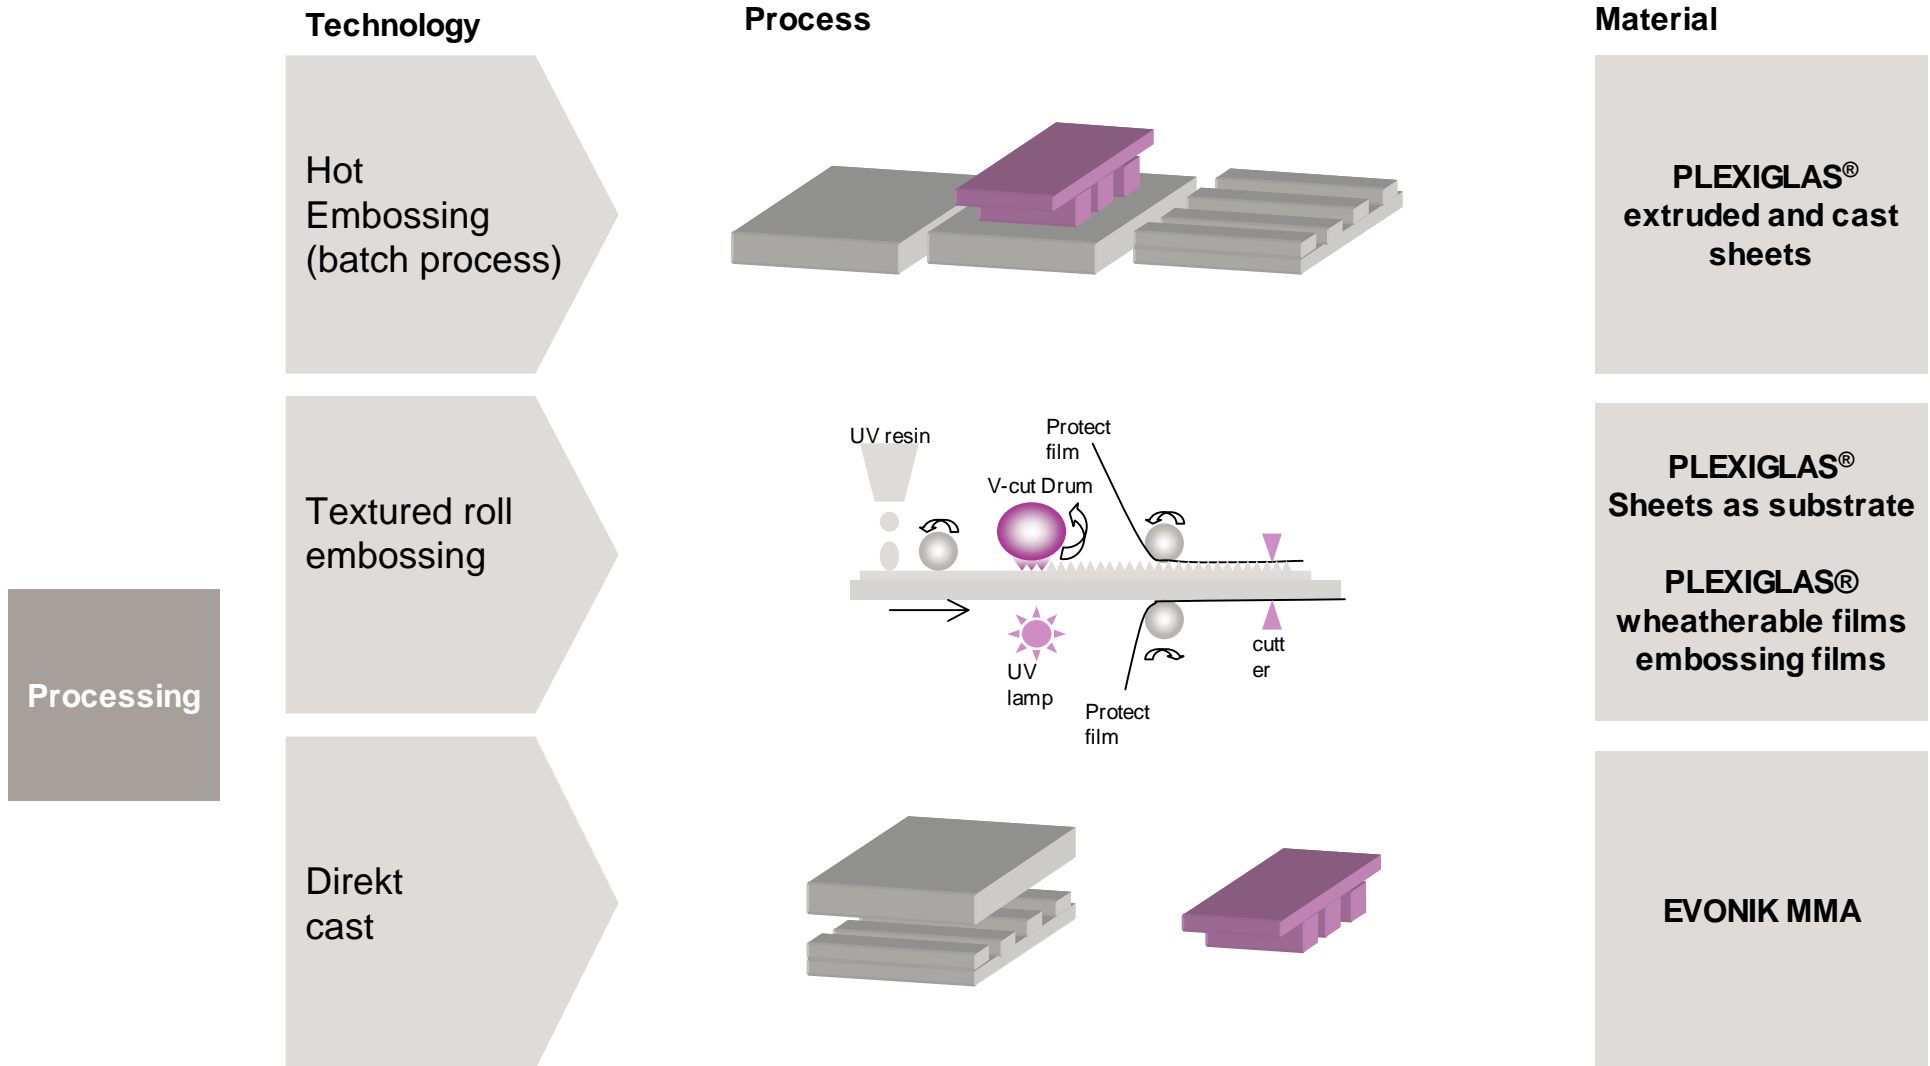 Technology
Process
Material
Hot
Embossing
(batch process)
PLEXIGLAS®
extruded and cast
sheets
UV resin
Protect
film
V-cut Drum
Textured roll
embossing
UV
lamp
Protect
film
cutt
er
PLEXIGLAS®
Sheets as substrate
PLEXIGLAS®
wheatherable films
embossing films
Processing
Direkt
cast
EVONIK MMA